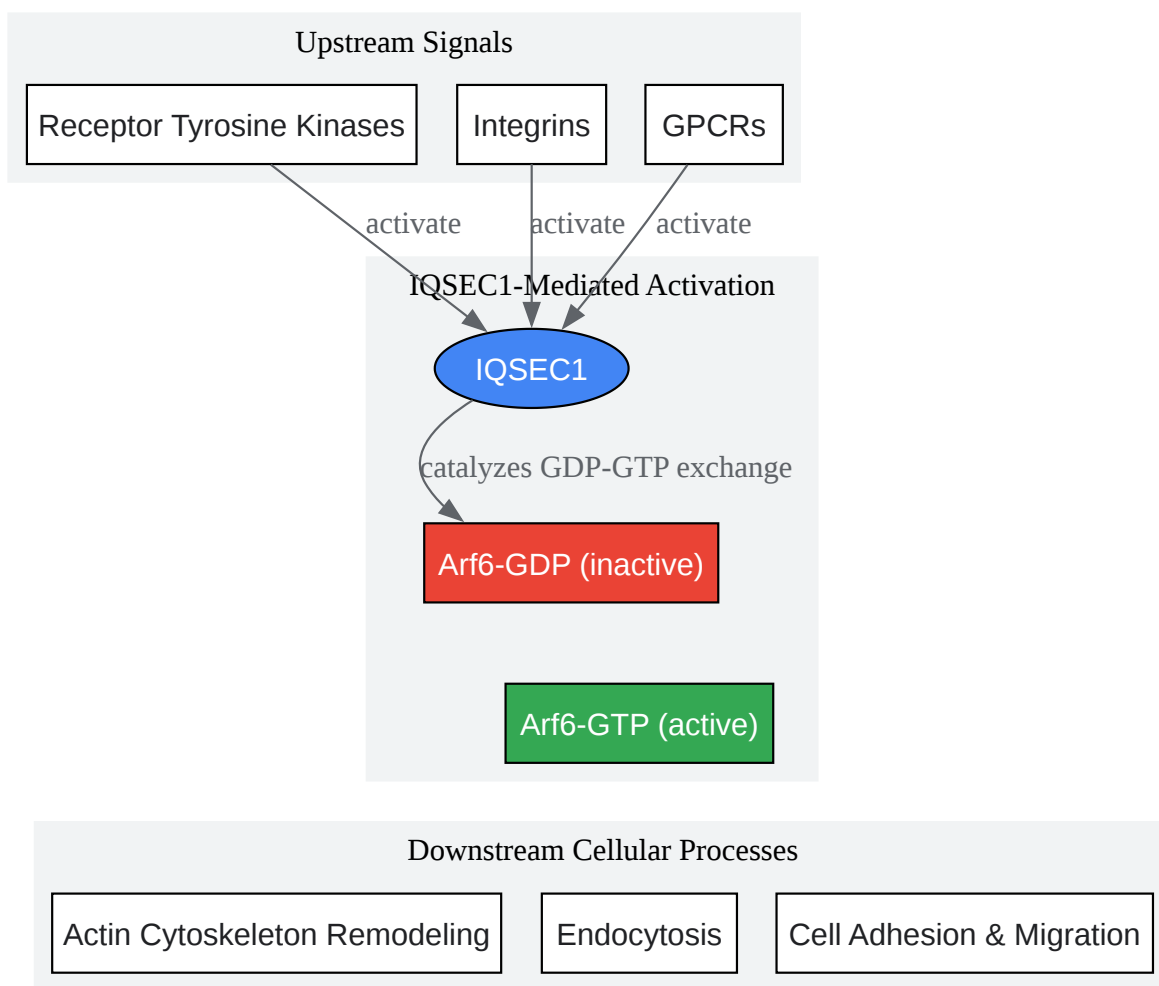 Upstream Signals
Receptor Tyrosine Kinases
Integrins
GPCRs
activate
activate
activate
IQSEC1-Mediated Activation
IQSEC1
catalyzes GDP-GTP exchange
Arf6-GDP (inactive)
Arf6-GTP (active)
Downstream Cellular Processes
Actin Cytoskeleton Remodeling
Endocytosis
Cell Adhesion & Migration